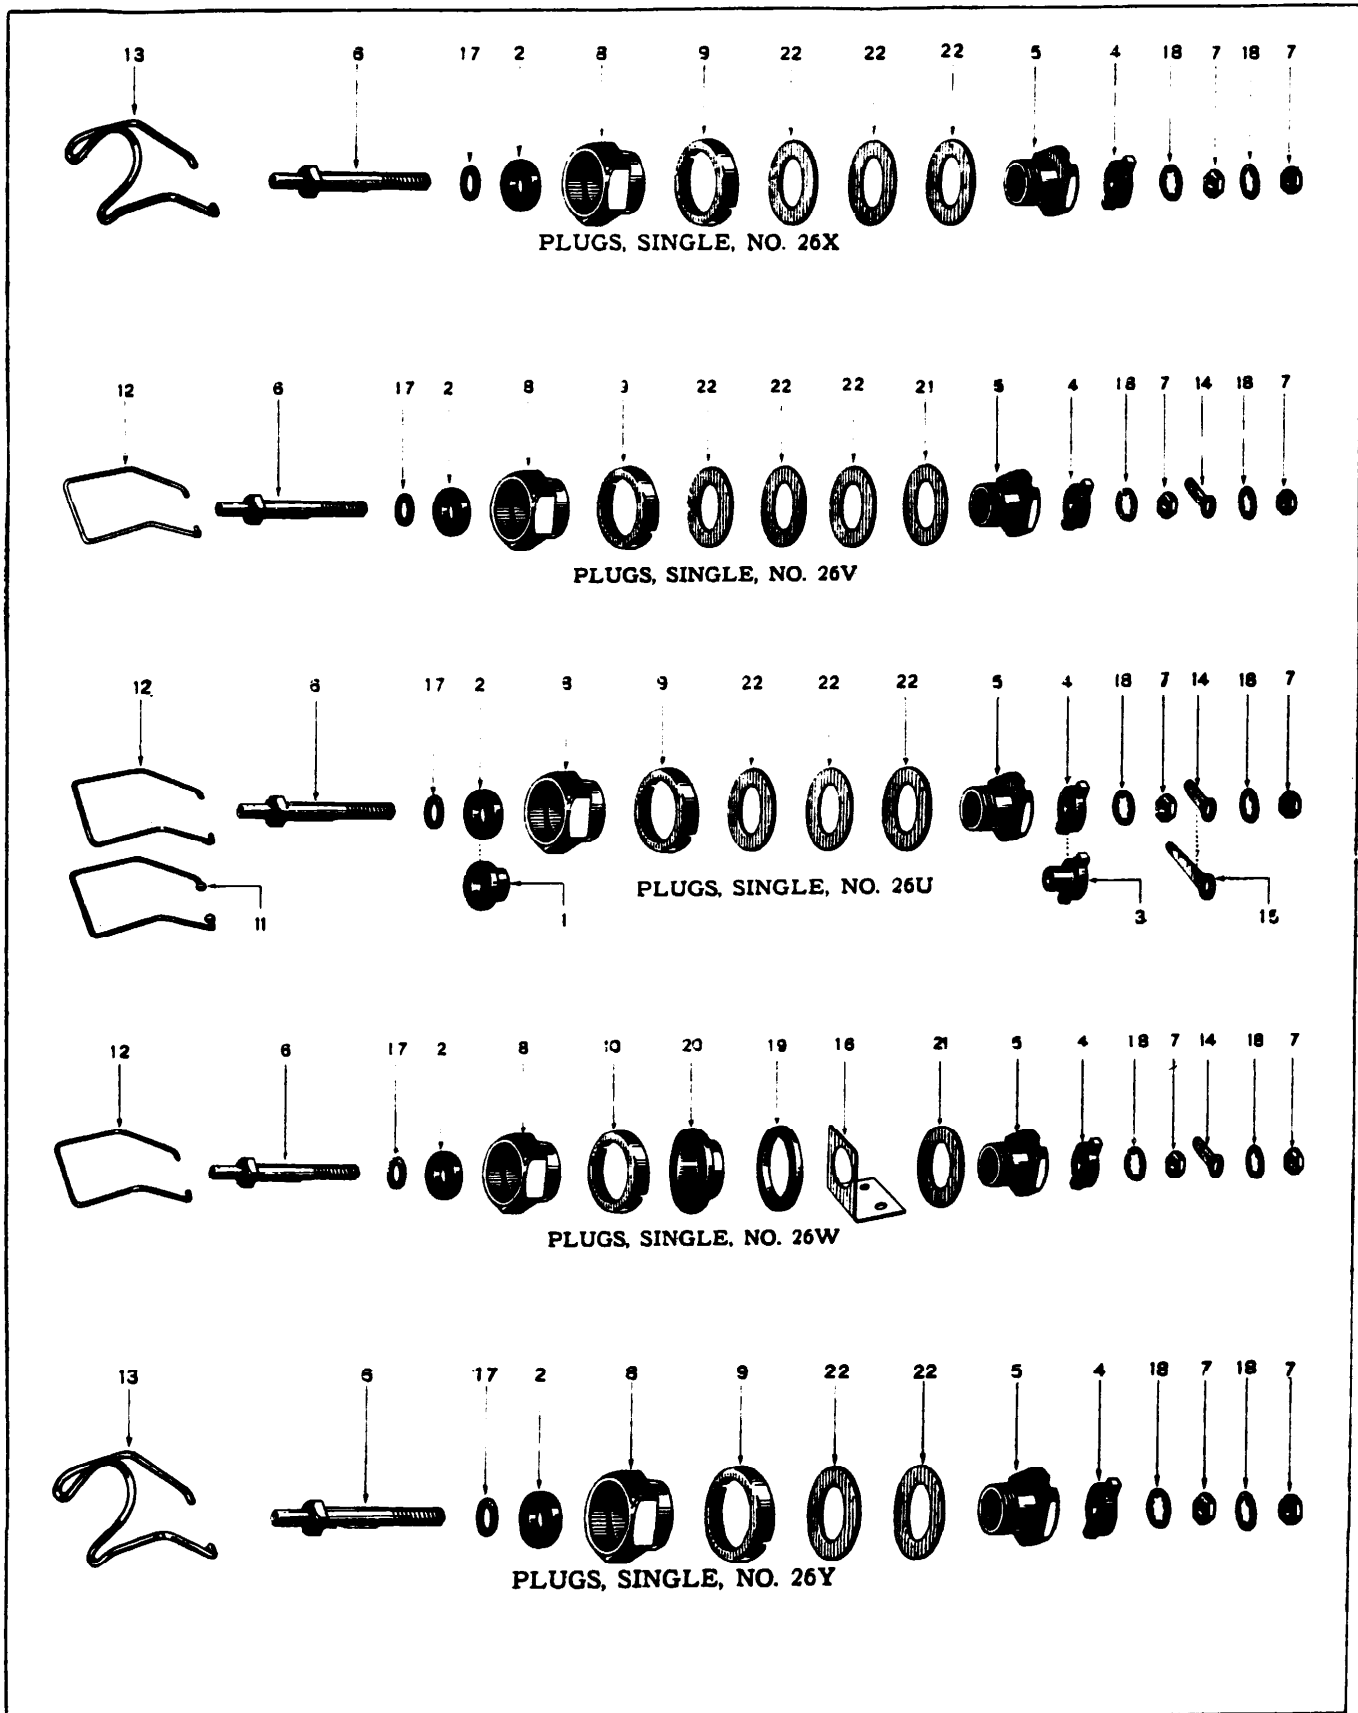 13 6 17 2 8 9 22 22 22 5 4 18 7 18 7
PLUGS, SINGLE, NO. 26X
12 6 17 2 8 9 22 22 22 21 5 4 18 7 14 18 7
PLUGS, SINGLE, NO. 26V
12 6 17 2 8 9 22 22 22 5 4 18 7 14 18 7
PLUGS, SINGLE, NO. 26U
11 1 3 15
12 6 17 2 8 10 20 19 16 21 5 4 18 7 14 18 7
PLUGS, SINGLE, NO. 26W
13 6 17 2 8 9 22 22 5 4 18 7 18 7
PLUGS, SINGLE, NO. 26Y